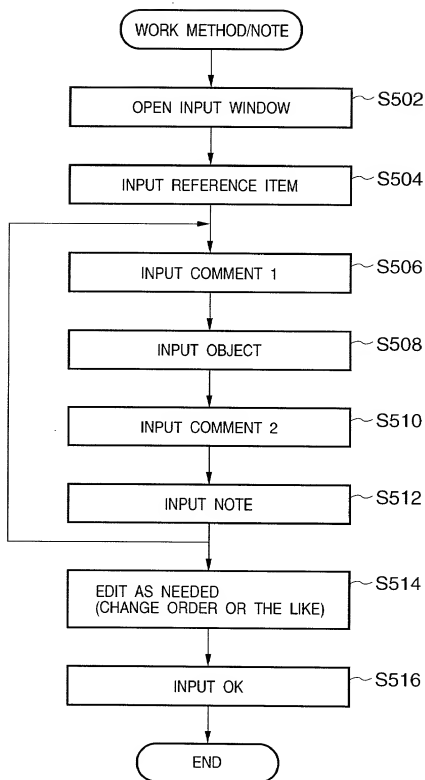 WORK METHOD/NOTE
OPEN INPUT WINDOW
S502
INPUT REFERENCE ITEM
S504
INPUT COMMENT 1
S506
INPUT OBJECT
S508
INPUT COMMENT 2
S510
INPUT NOTE
S512
EDIT AS NEEDED
(CHANGE ORDER OR THE LIKE)
S514
INPUT OK
S516
END